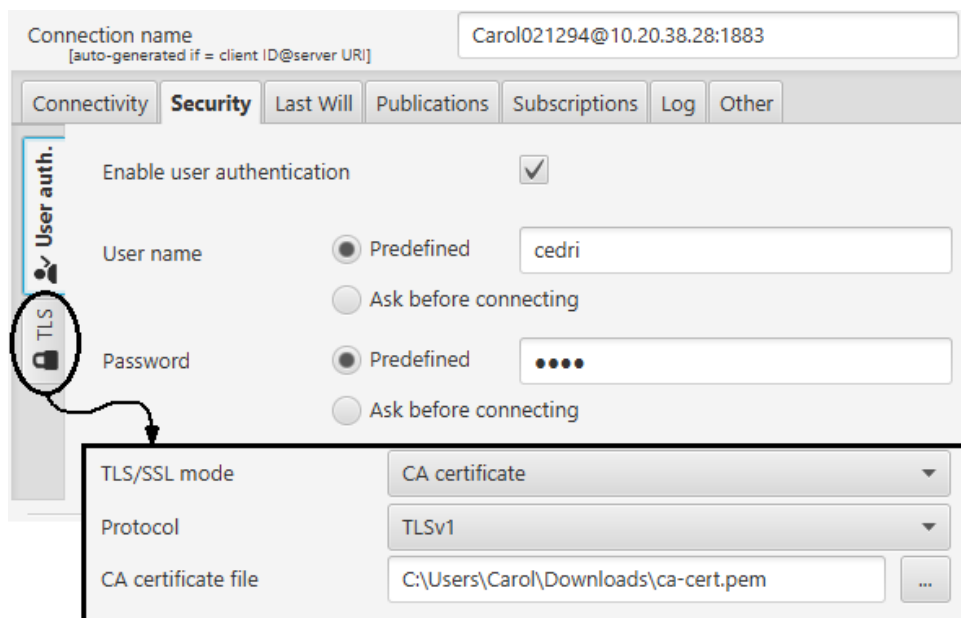 Connection name
[auto-generated if = client ID@server URI]
Carol021294@10.20.38.28:1883
Connectivity Security Last Will Publications Subscriptions Log Other
User auth.
TLS
Enable user authentication
User name Predefined cedri
Ask before connecting
Password Predefined ●●●●
Ask before connecting
TLS/SSL mode CA certificate
Protocol TLSv1
CA certificate file C:\Users\Carol\Downloads\ca-cert.pem ...